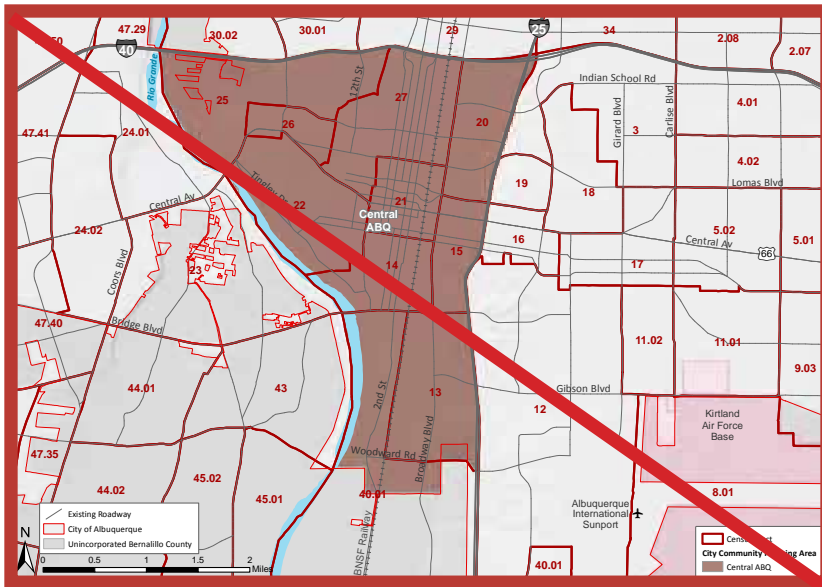 47.29
30.02
30.01
29
25
34
2.08
2.07
40
Rio Grande
12th St
Indian School Rd
Girard Blvd
Carlisle Blvd
25
27
4.01
47.41
24.01
26
20
3
4.02
Lomas Blvd
19
18
Central Av
22
21
Central
ABQ
24.02
5.02
5.01
16
Central Av
66
15
14
17
23
Coors Blvd
47.40
Bridge Blvd
11.02
11.01
9.03
44.01
43
2nd St
13
Gibson Blvd
12
Broadway Blvd
Kirtland
Air Force
Base
47.35
Woodward Rd
45.02
44.02
45.01
40.01
8.01
Albuquerque
International
Sunport
BNSF Railway
40.01
N
Existing Roadway
City of Albuquerque
Unincorporated Bernalillo County
0 0.5 1 1.5 2
Miles
City Community
Area
Central ABQ